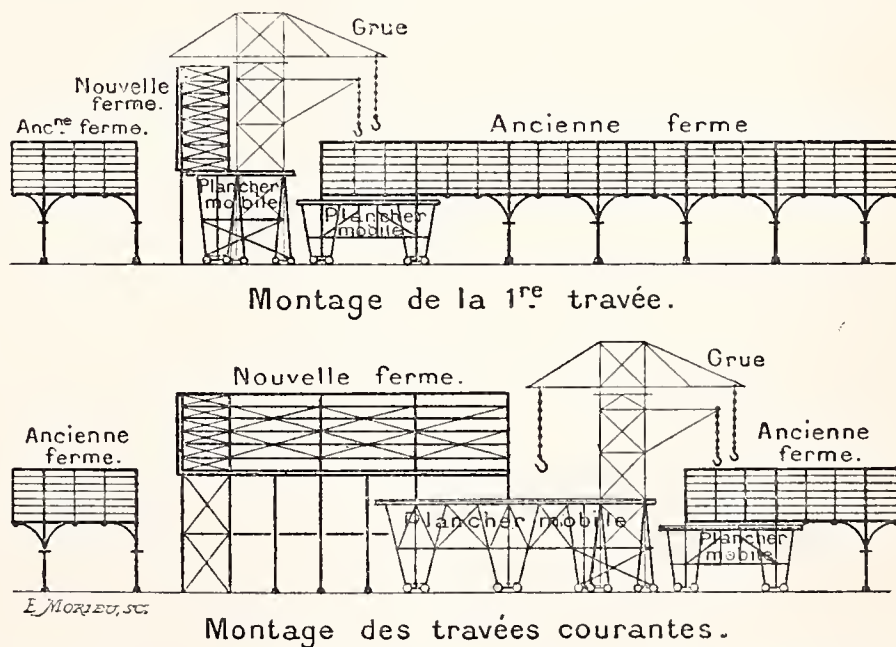 Grue
Nouvelle
ferme.
Ancⁿᵉ ferme.
Ancienne ferme
Plancher
mobile
Plancher
mobile
Montage de la 1ʳᵉ travée.
Grue
Nouvelle ferme.
Ancienne
ferme.
Ancienne
ferme.
Plancher mobile
Plancher
mobile
E. MORIEU, SC.
Montage des travées courantes.